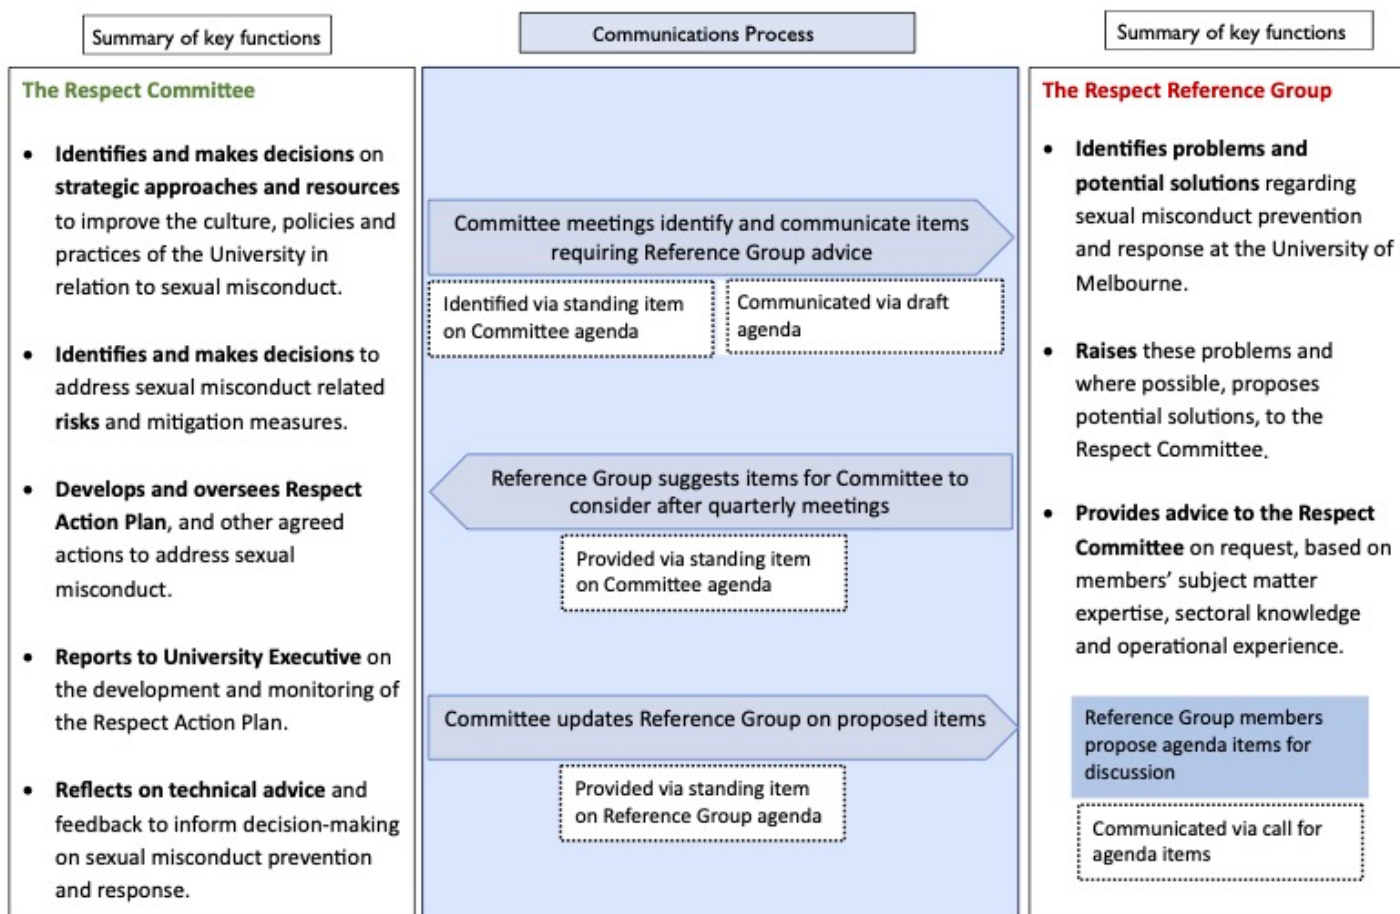 Summary of key functions
The Respect Committee
• Identifies and makes decisions on
strategic approaches and resources
to improve the culture, policies and
practices of the University in
relation to sexual misconduct.
• Identifies and makes decisions to
address sexual misconduct related
risks and mitigation measures.
• Develops and oversees Respect
Action Plan, and other agreed
actions to address sexual
misconduct.
• Reports to University Executive on
the development and monitoring of
the Respect Action Plan.
• Reflects on technical advice and
feedback to inform decision-making
on sexual misconduct prevention
and response.
Communications Process
Committee meetings identify and communicate items
requiring Reference Group advice
Identified via standing item
on Committee agenda
Communicated via draft
agenda
Reference Group suggests items for Committee to
consider after quarterly meetings
Provided via standing item
on Committee agenda
Committee updates Reference Group on proposed items
Provided via standing item
on Reference Group agenda
Summary of key functions
The Respect Reference Group
• Identifies problems and
potential solutions regarding
sexual misconduct prevention
and response at the University of
Melbourne.
• Raises these problems and
where possible, proposes
potential solutions, to the
Respect Committee.
• Provides advice to the Respect
Committee on request, based on
members’ subject matter
expertise, sectoral knowledge
and operational experience.
Reference Group members
propose agenda items for
discussion
Communicated via call for
agenda items